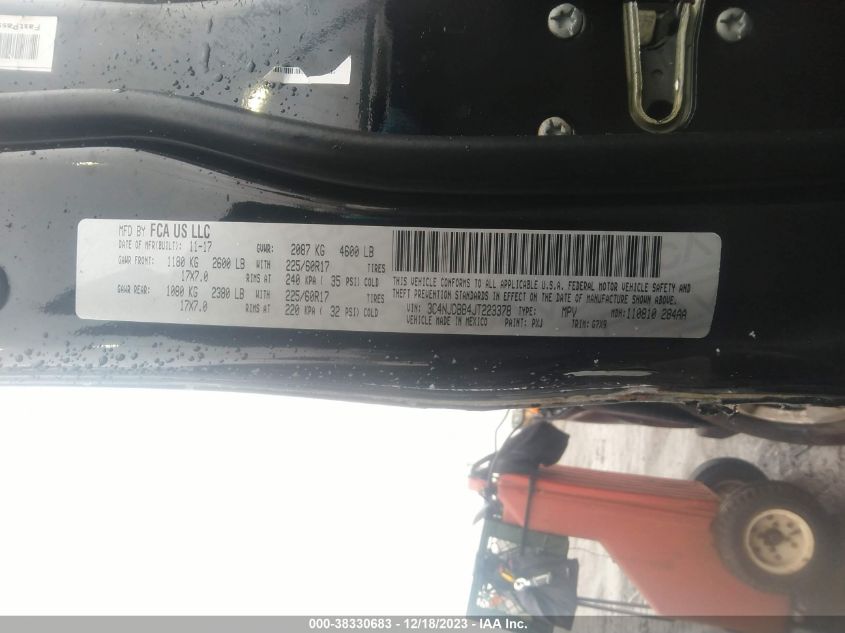 FastPass
MFD BY FCA US LLC
DATE OF MFR(BUILT): 11-17 GVWR: 2087 KG 4600 LB
GAWR FRONT: 1180 KG 2600 LB WITH 225/60R17 TIRES
17X7.0 RIMS AT 240 KPA ( 35 PSI) COLD
GAWR REAR: 1080 KG 2380 LB WITH 225/60R17 TIRES
17X7.0 RIMS AT 220 KPA ( 32 PSI) COLD
THIS VEHICLE CONFORMS TO ALL APPLICABLE U.S.A. FEDERAL MOTOR VEHICLE SAFETY AND
THEFT PREVENTION STANDARDS IN EFFECT ON THE DATE OF MANUFACTURE SHOWN ABOVE.
VIN: 3C4NJDBB4JT223378 TYPE: MPV MDH: 110810 284AA
VEHICLE MADE IN MEXICO PAINT: PXJ TRIM: G7X9
000-38330683 - 12/18/2023 - IAA Inc.